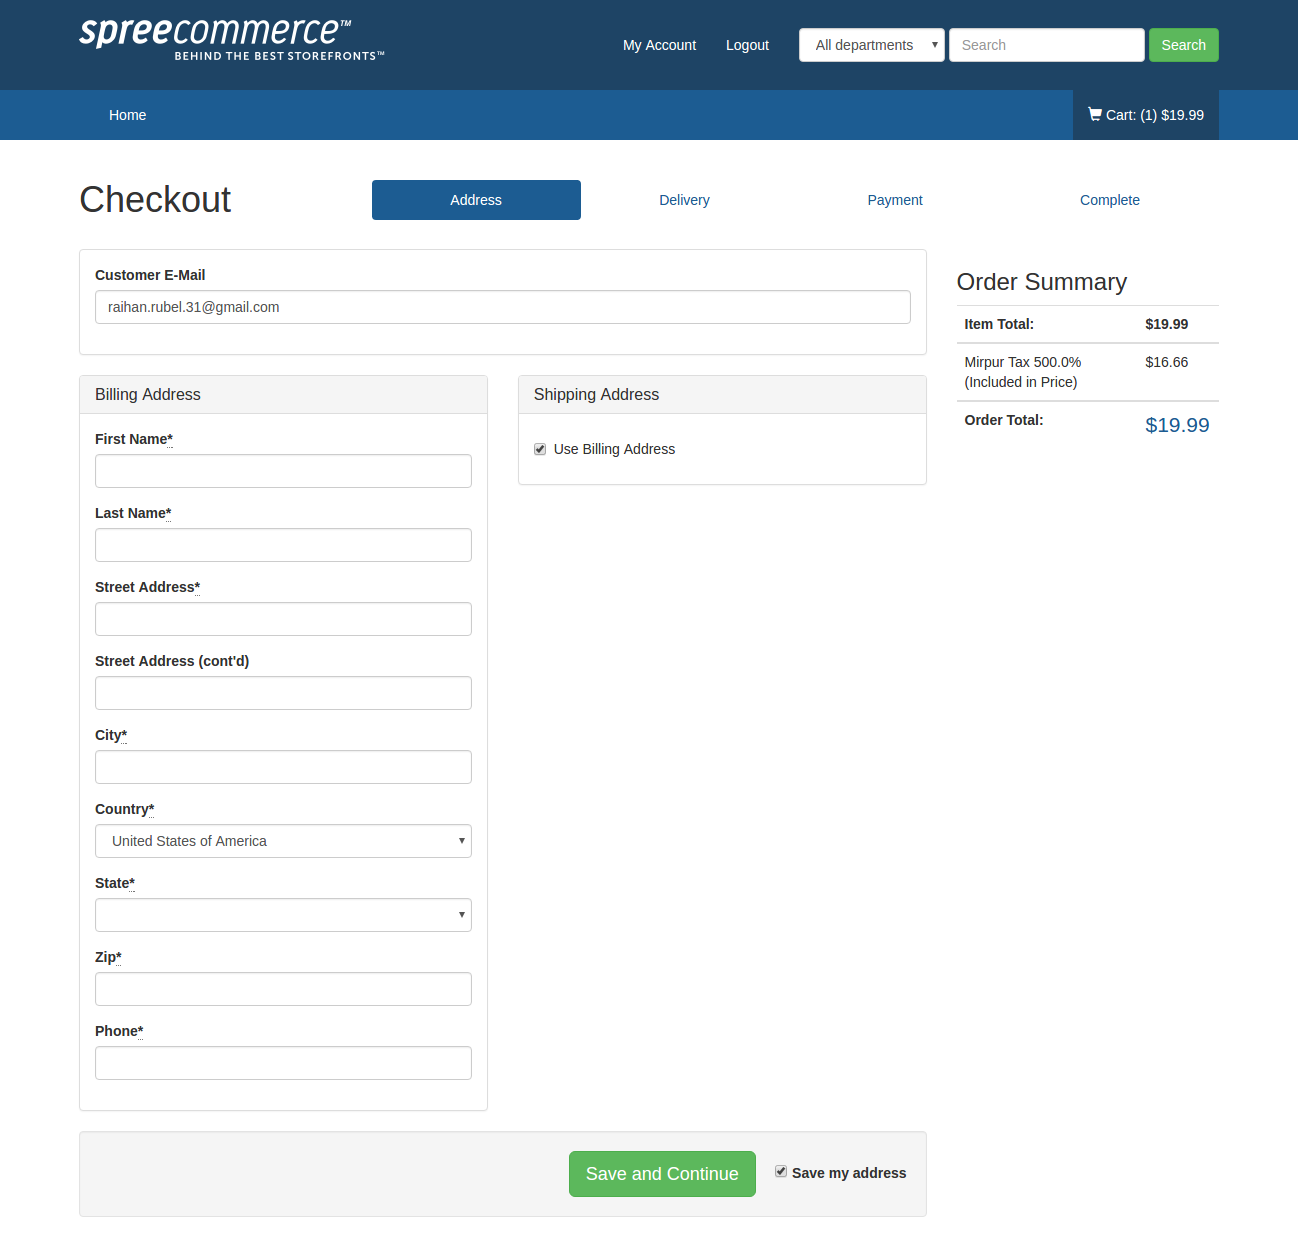 spreecommerce™
BEHIND THE BEST STOREFRONTS™
My Account
Logout
All departments
Search
Search
Home
Cart: (1) $19.99
Checkout
Address
Delivery
Payment
Complete
Customer E-Mail
raihan.rubel.31@gmail.com
Billing Address
First Name*
Last Name*
Street Address*
Street Address (cont'd)
City*
Country*
United States of America
State*
Zip*
Phone*
Shipping Address
Use Billing Address
Order Summary
Item Total: $19.99
Mirpur Tax 500.0% $16.66
(Included in Price)
Order Total: $19.99
Save and Continue
Save my address